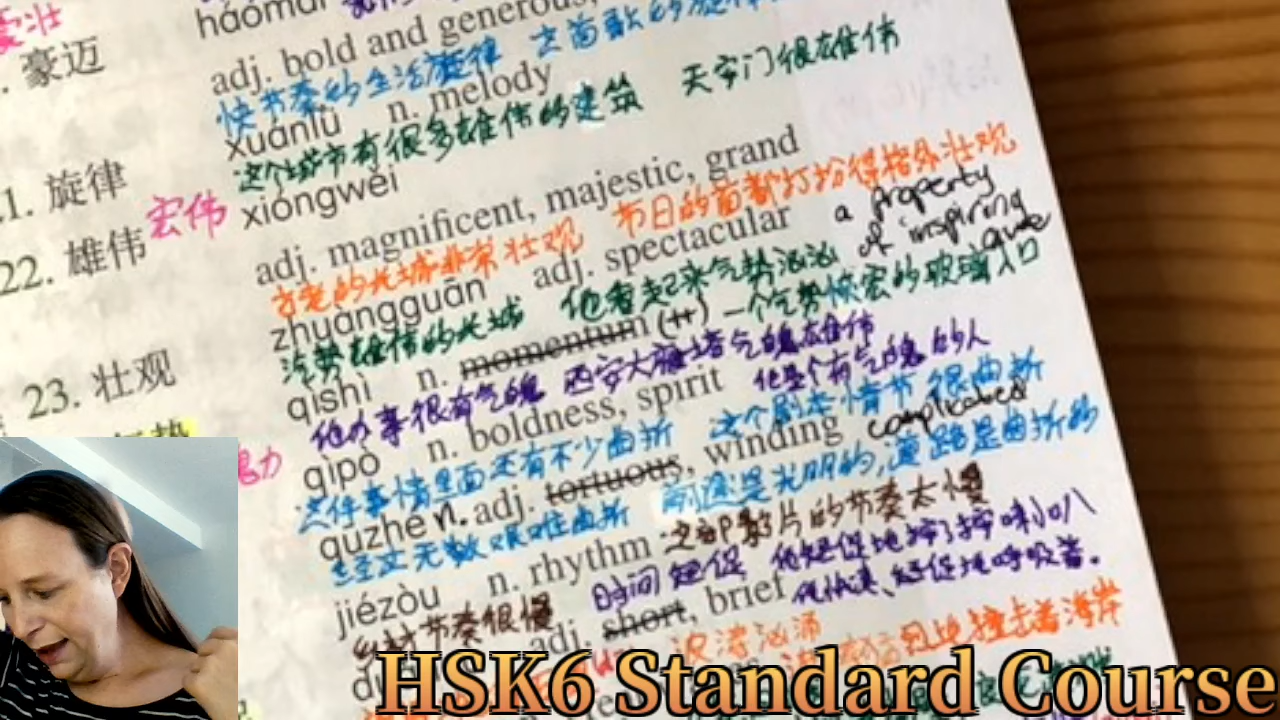 háomài
豪迈
adj. bold and generous,
快节奏的生活旋律 这首歌的旋律
xuánlǜ n. melody
这个城市有很多雄伟的建筑 天安门很雄伟
1. 旋律
宏伟 xióngwěi
22. 雄伟
adj. magnificent, majestic, grand
古老的长城非常壮观 节日的首都打扮得格外壮观
zhuàngguān adj. spectacular
a property of inspiring awe
气势雄伟的长城 他看起来气势汹汹
qìshì n. momentum (++) 一个气势恢宏的玻璃入口
23. 壮观
他办事很有气魄 西安大雁塔气魄雄伟
qìpò n. boldness, spirit 他是个有气魄的人
这件事情里面还有不少曲折 这个剧本情节很曲折
qūzhé n. adj. tortuous, winding complicated
经过无数艰难曲折 前途是光明的,道路是曲折的
jiézòu n. rhythm 这部影片的节奏太慢
乡村节奏很慢 时间短促 他短促地按了按喇叭
adj. short, brief 他快速、短促地呼吸着。
浪涛汹涌
HSK6 Standard Course